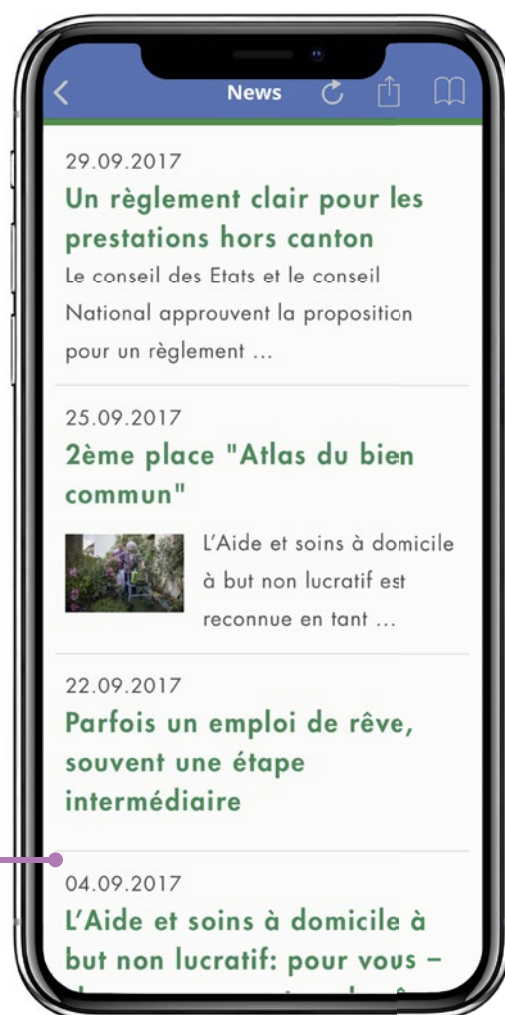 News
29.09.2017
Un règlement clair pour les
prestations hors canton
Le conseil des Etats et le conseil
National approuvent la proposition
pour un règlement ...
25.09.2017
2ème place "Atlas du bien
commun"
L'Aide et soins à domicile
à but non lucratif est
reconnue en tant ...
22.09.2017
Parfois un emploi de rêve,
souvent une étape
intermédiaire
04.09.2017
L'Aide et soins à domicile à
but non lucratif: pour vous –